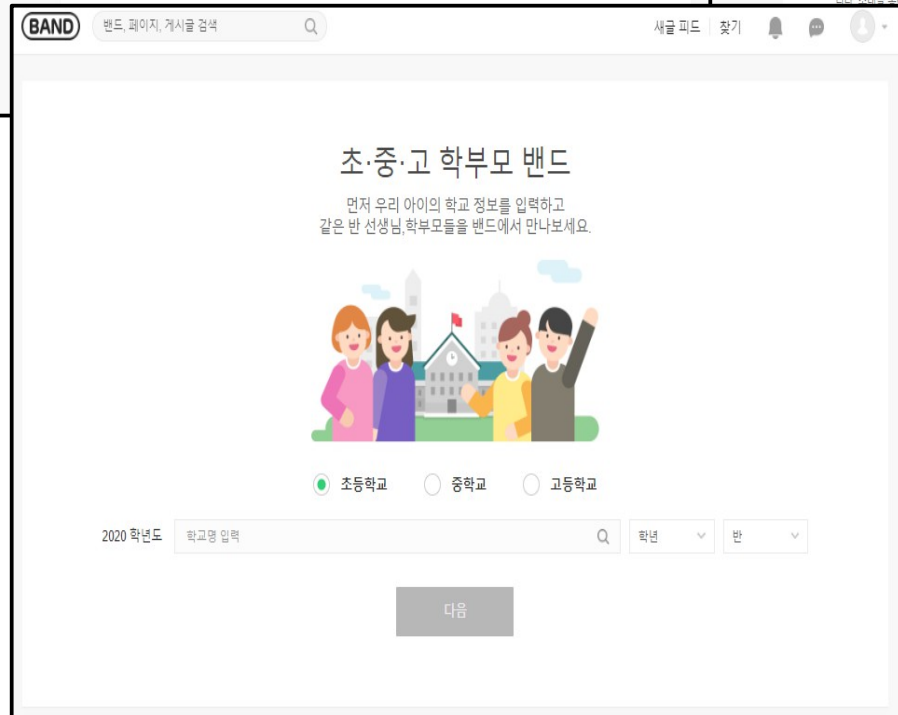 BAND 밴드, 페이지, 게시글 검색 새글 피드 찾기
초·중·고 학부모 밴드
먼저 우리 아이의 학교 정보를 입력하고
같은 반 선생님,학부모들을 밴드에서 만나보세요.
초등학교 중학교 고등학교
2020 학년도 학교명 입력 학년 반
다음